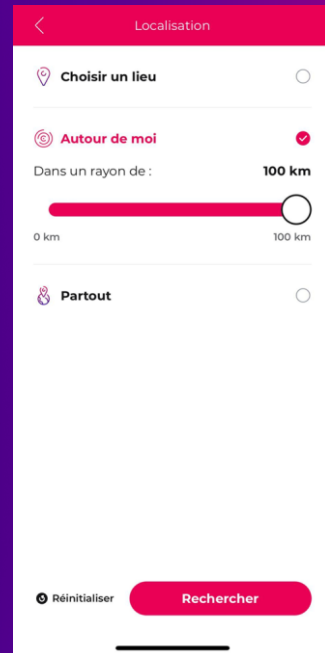 Localisation
Choisir un lieu
Autour de moi
Dans un rayon de : 100 km
0 km 100 km
Partout
Réinitialiser Rechercher